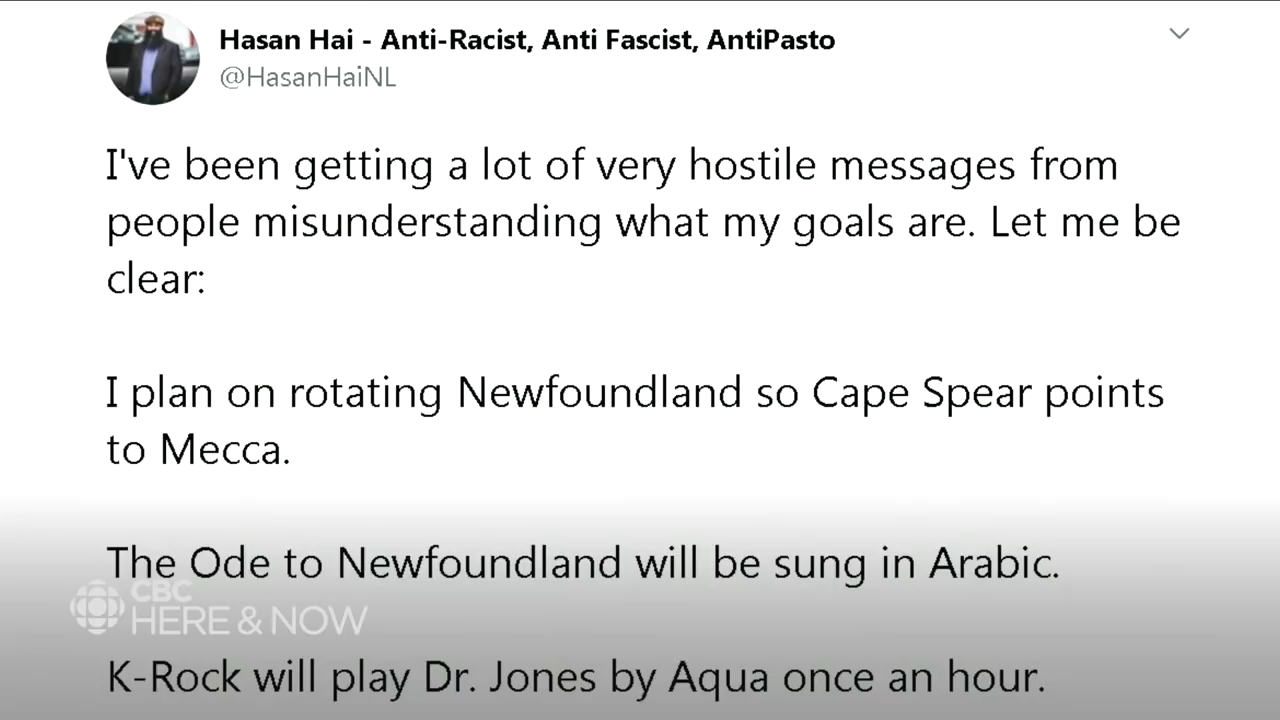 Hasan Hai - Anti-Racist, Anti Fascist, AntiPasto
@HasanHaiNL
I've been getting a lot of very hostile messages from
people misunderstanding what my goals are. Let me be
clear:
I plan on rotating Newfoundland so Cape Spear points
to Mecca.
The Ode to Newfoundland will be sung in Arabic.
CBC
HERE & NOW
K-Rock will play Dr. Jones by Aqua once an hour.